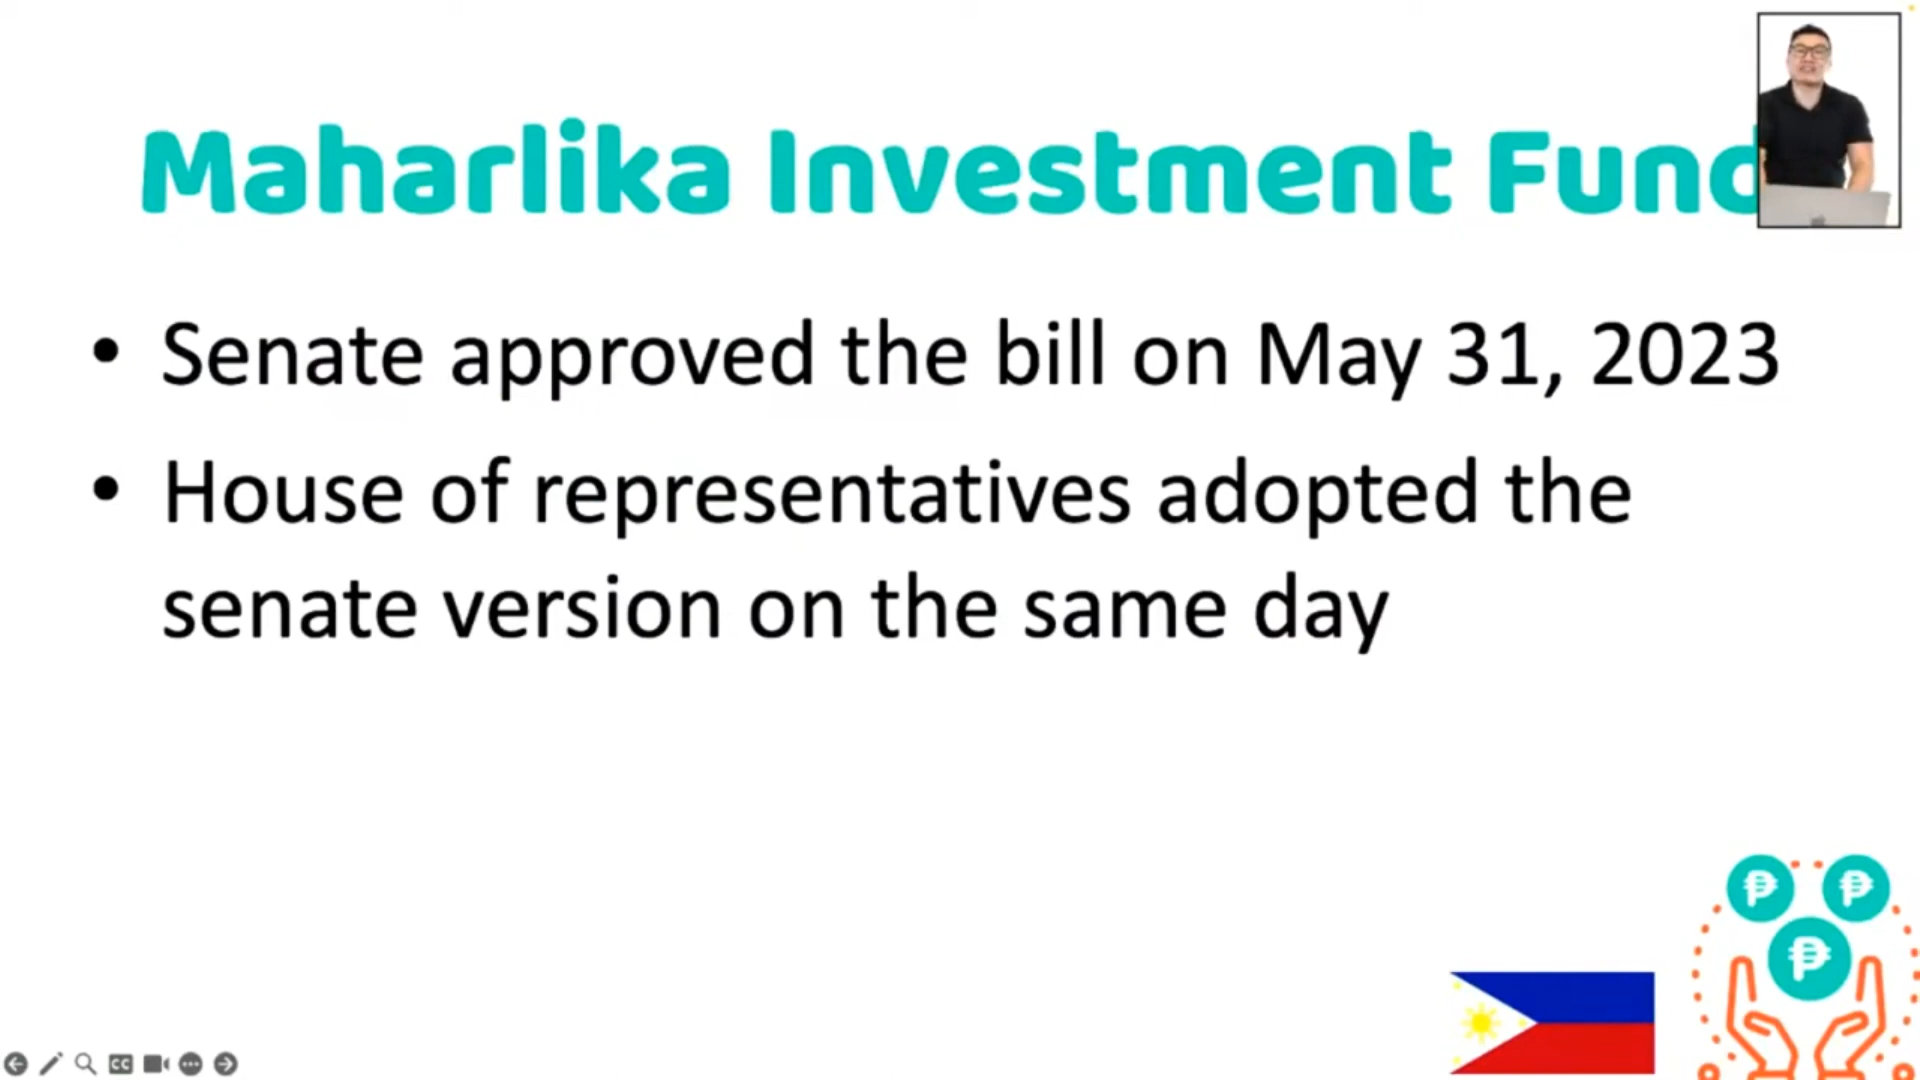 Maharlika Investment Fund
• Senate approved the bill on May 31, 2023
• House of representatives adopted the
senate version on the same day
₱ ₱
₱
CC